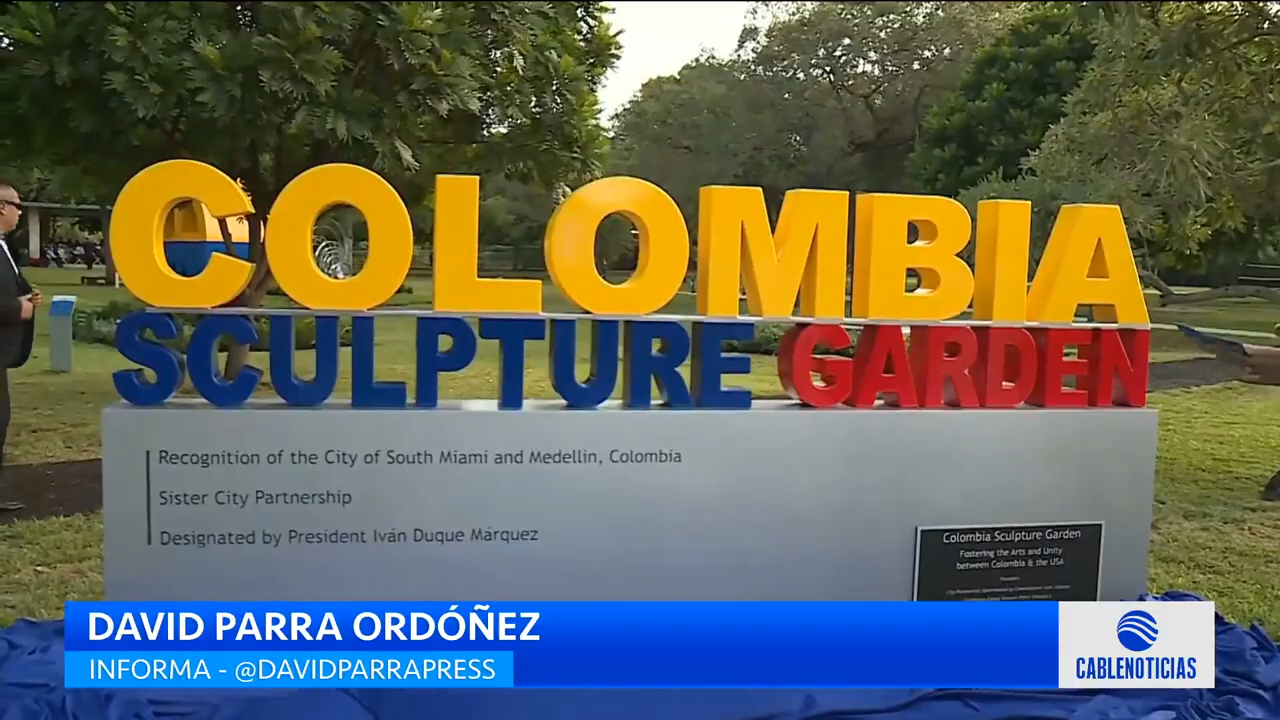 COLOMBIA
SCULPTURE GARDEN
Recognition of the City of South Miami and Medellin, Colombia
Sister City Partnership
Designated by President Iván Duque Márquez
Colombia Sculpture Garden
Fostering the Arts and Unity
between Colombia & the USA
DAVID PARRA ORDÓÑEZ
INFORMA - @DAVIDPARRAPRESS
CABLENOTICIAS